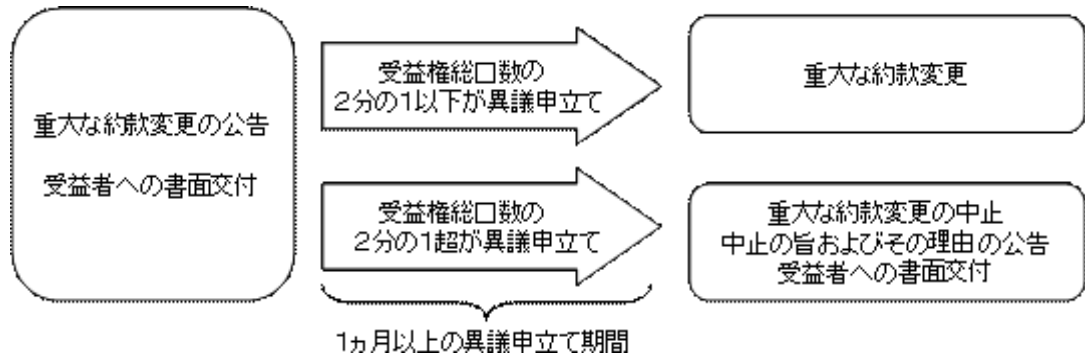 重大な約款変更の公告
受益者への書面交付
受益権総口数の
2分の1以下が異議申立て
重大な約款変更
受益権総口数の
2分の1超が異議申立て
重大な約款変更の中止
中止の旨およびその理由の公告
受益者への書面交付
1ヵ月以上の異議申立て期間